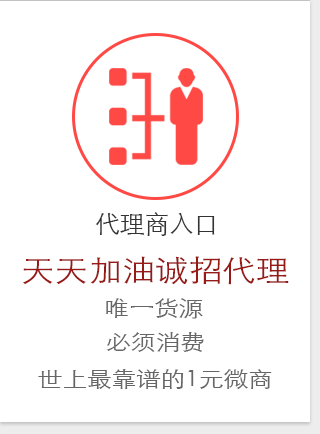 代理商入口
天天加油诚招代理
唯一货源
必须消费
世上最靠谱的1元微商